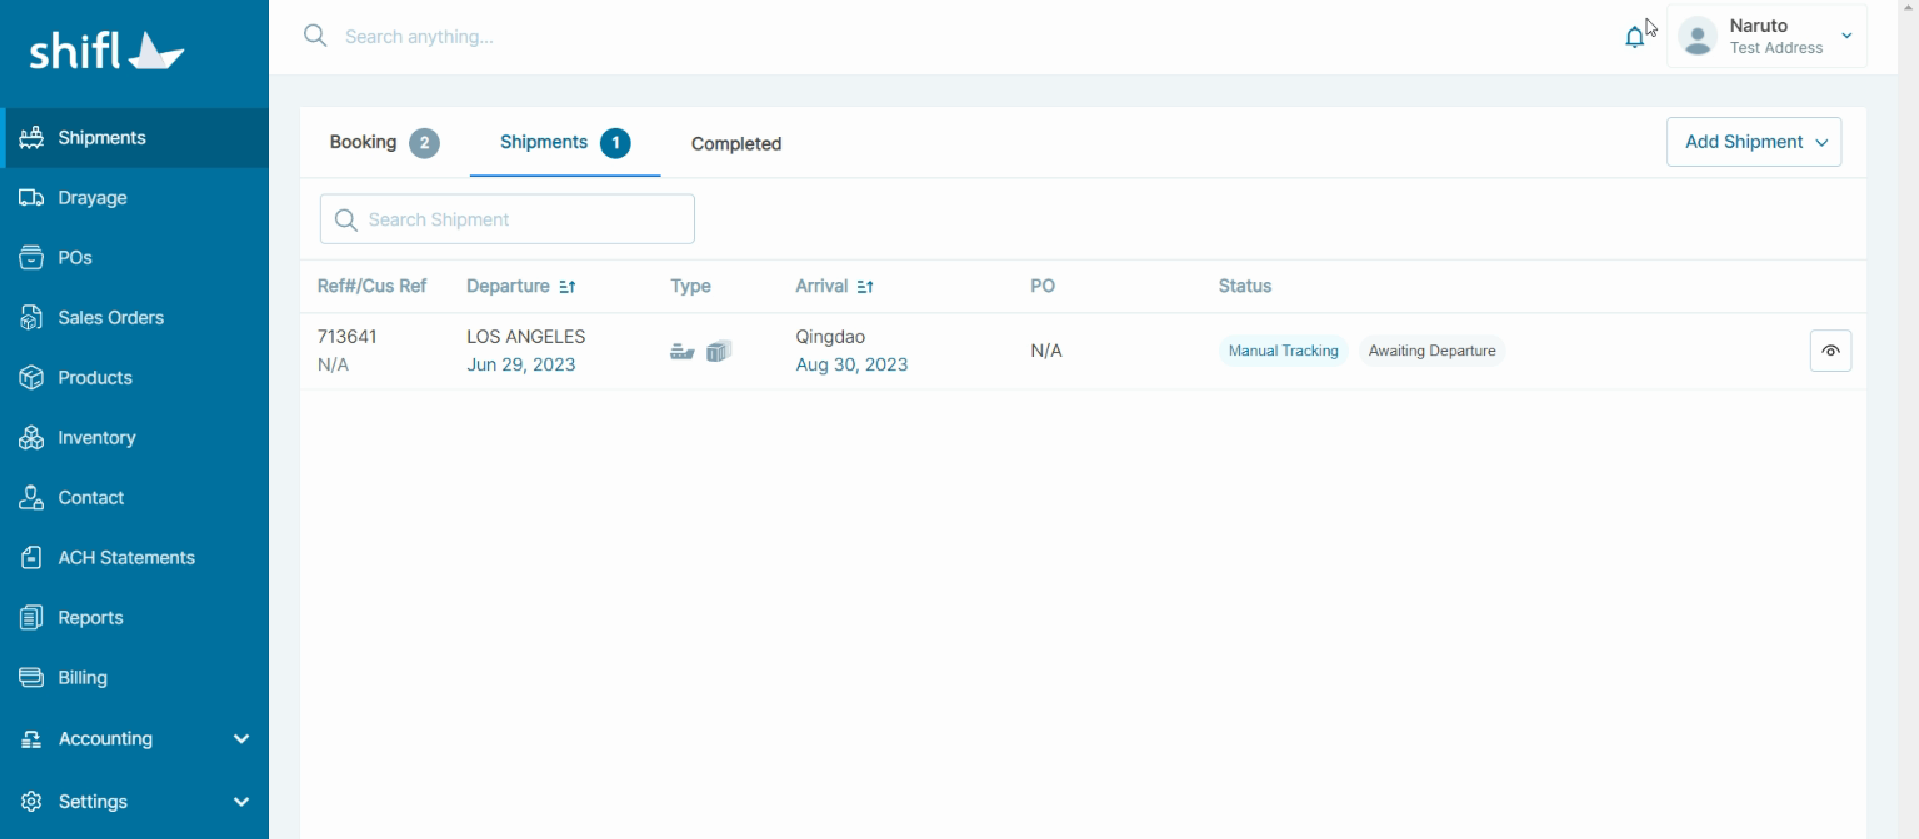 shifl
Search anything...
Naruto
Test Address
Shipments
Drayage
POs
Sales Orders
Products
Inventory
Contact
ACH Statements
Reports
Billing
Accounting
Settings
Booking 2
Shipments 1
Completed
Add Shipment
Search Shipment
Ref#/Cus Ref Departure Type Arrival PO Status
713641 LOS ANGELES Qingdao
N/A Jun 29, 2023 Aug 30, 2023 N/A Manual Tracking Awaiting Departure